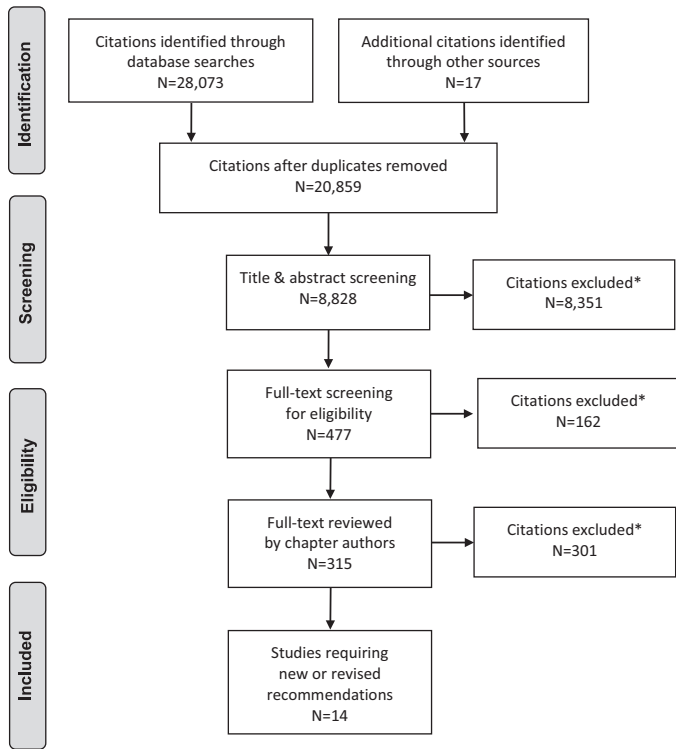 Identification
Citations identified through
database searches
N=28,073
Additional citations identified
through other sources
N=17
Citations after duplicates removed
N=20,859
Screening
Title & abstract screening
N=8,828
Citations excluded*
N=8,351
Eligibility
Full-text screening
for eligibility
N=477
Citations excluded*
N=162
Full-text reviewed
by chapter authors
N=315
Citations excluded*
N=301
Included
Studies requiring
new or revised
recommendations
N=14